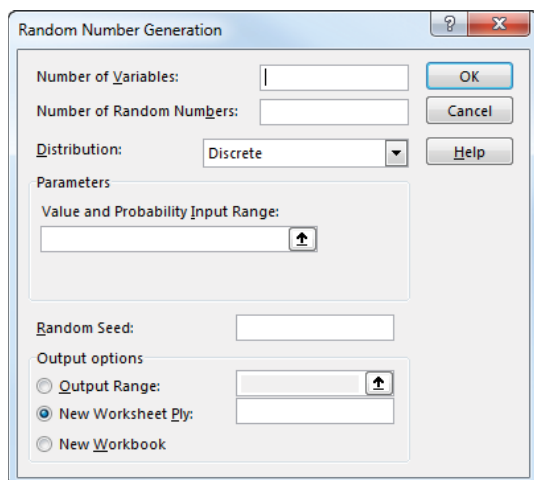 Random Number Generation
? X
Number of Variables:
OK
Number of Random Numbers:
Cancel
Distribution:
Discrete
Help
Parameters
Value and Probability Input Range:
Random Seed:
Output options
Output Range:
New Worksheet Ply:
New Workbook